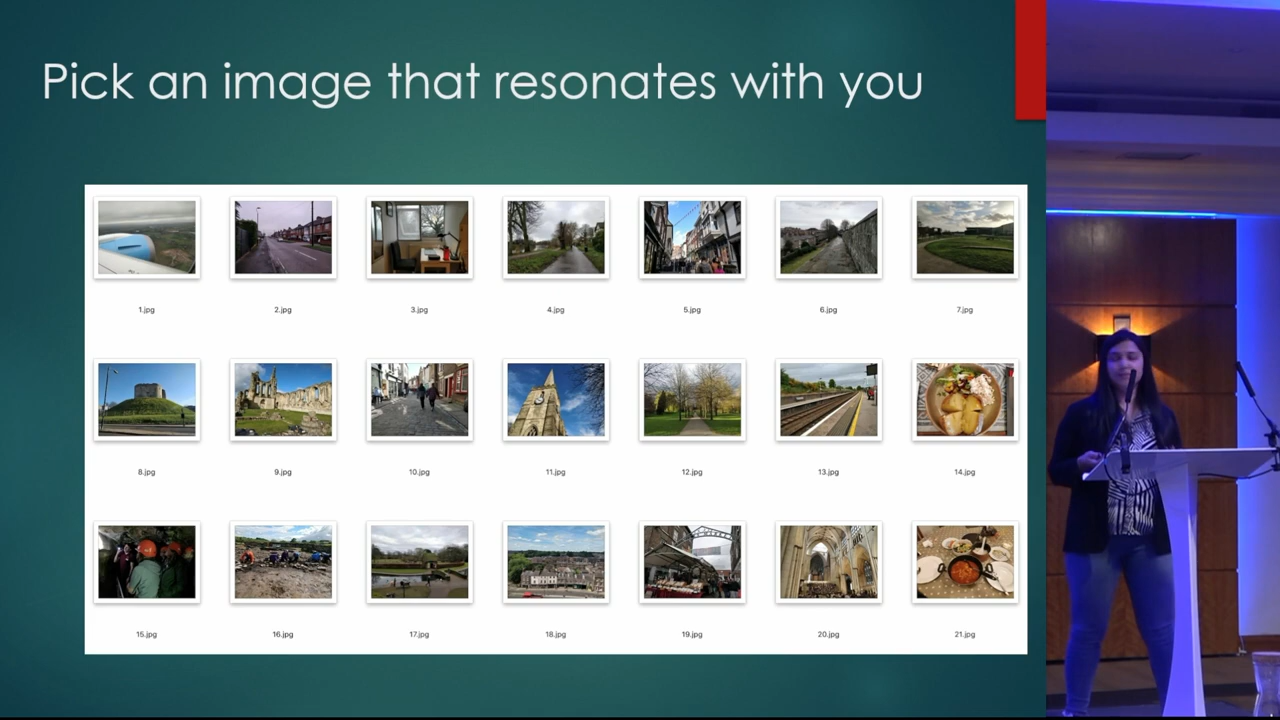 Pick an image that resonates with you
1.jpg
2.jpg
3.jpg
4.jpg
5.jpg
6.jpg
7.jpg
8.jpg
9.jpg
10.jpg
11.jpg
12.jpg
13.jpg
14.jpg
15.jpg
16.jpg
17.jpg
18.jpg
19.jpg
20.jpg
21.jpg